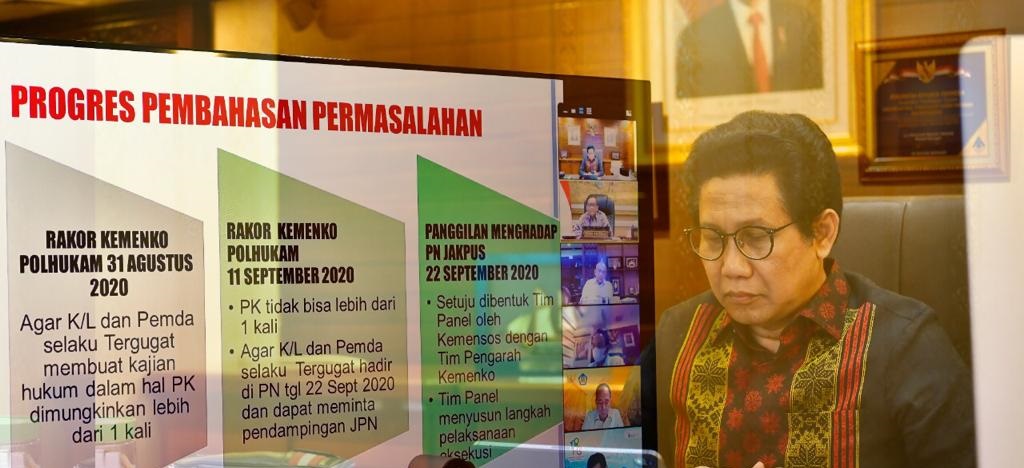 PROGRES PEMBAHASAN PERMASALAHAN
RAKOR KEMENKO
POLHUKAM 31 AGUSTUS
2020
Agar K/L dan Pemda
selaku Tergugat
membuat kajian
hukum dalam hal PK
dimungkinkan lebih
dari 1 kali
RAKOR KEMENKO
POLHUKAM
11 SEPTEMBER 2020
• PK tidak bisa lebih dari
1 kali
• Agar K/L dan Pemda
selaku Tergugat hadir
di PN tgl 22 Sept 2020
dan dapat meminta
pendampingan JPN
PANGGILAN MENGHADAP
PN JAKPUS
22 SEPTEMBER 2020
• Setuju dibentuk Tim
Panel oleh
Kemensos dengan
Tim Pengarah
Kemenko
• Tim Panel
menyusun langkah
pelaksanaan
eksekusi